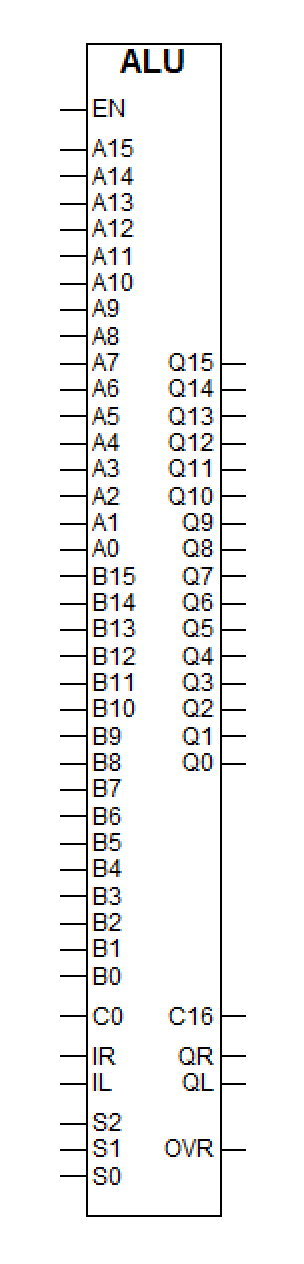 ALU
EN
A15
A14
A13
A12
A11
A10
A9
A8
A7 Q15
A6 Q14
A5 Q13
A4 Q12
A3 Q11
A2 Q10
A1 Q9
A0 Q8
B15 Q7
B14 Q6
B13 Q5
B12 Q4
B11 Q3
B10 Q2
B9 Q1
B8 Q0
B7
B6
B5
B4
B3
B2
B1
B0
C0 C16
IR QR
IL QL
S2
S1 OVR
S0